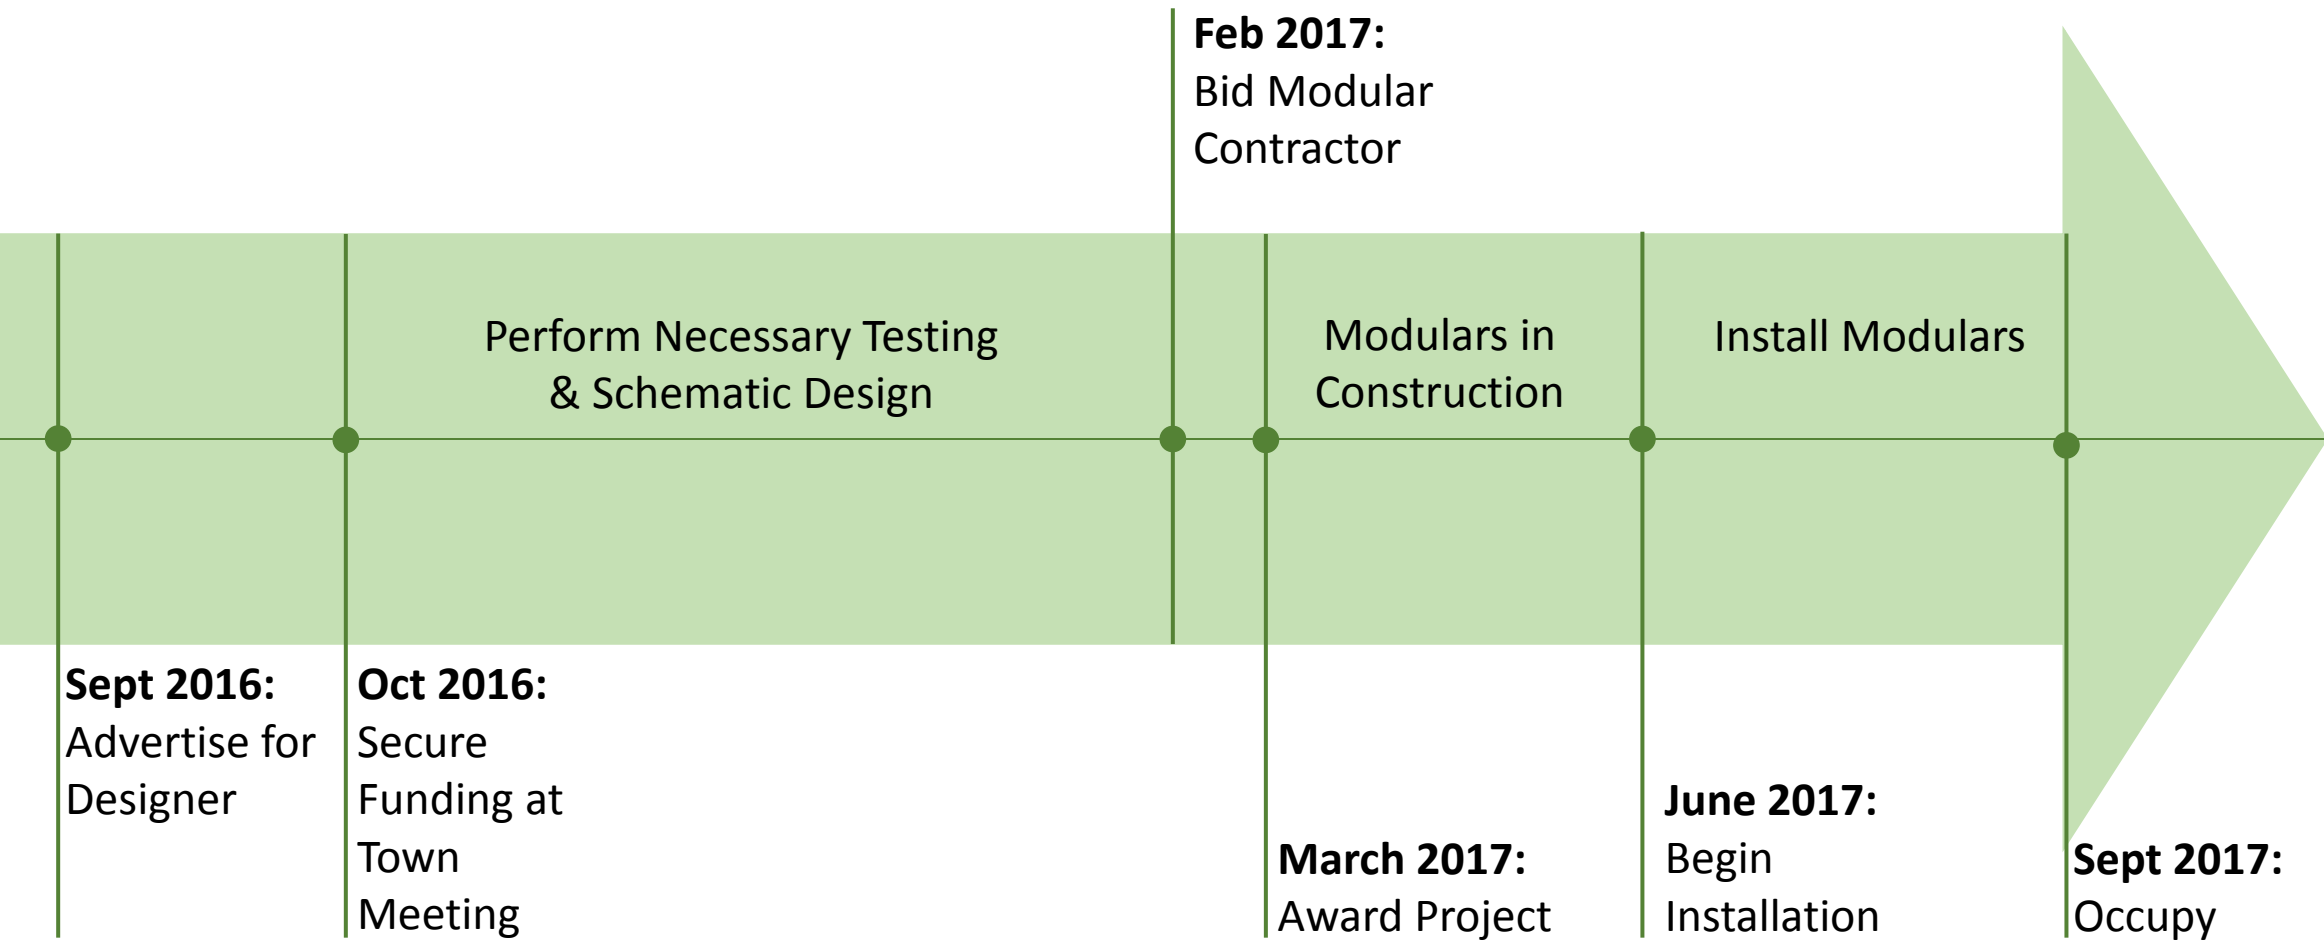 Feb 2017:
Bid Modular
Contractor
Perform Necessary Testing
& Schematic Design
Modulars in
Construction
Install Modulars
Sept 2016:
Advertise for
Designer
Oct 2016:
Secure
Funding at
Town
Meeting
March 2017:
Award Project
June 2017:
Begin
Installation
Sept 2017:
Occupy